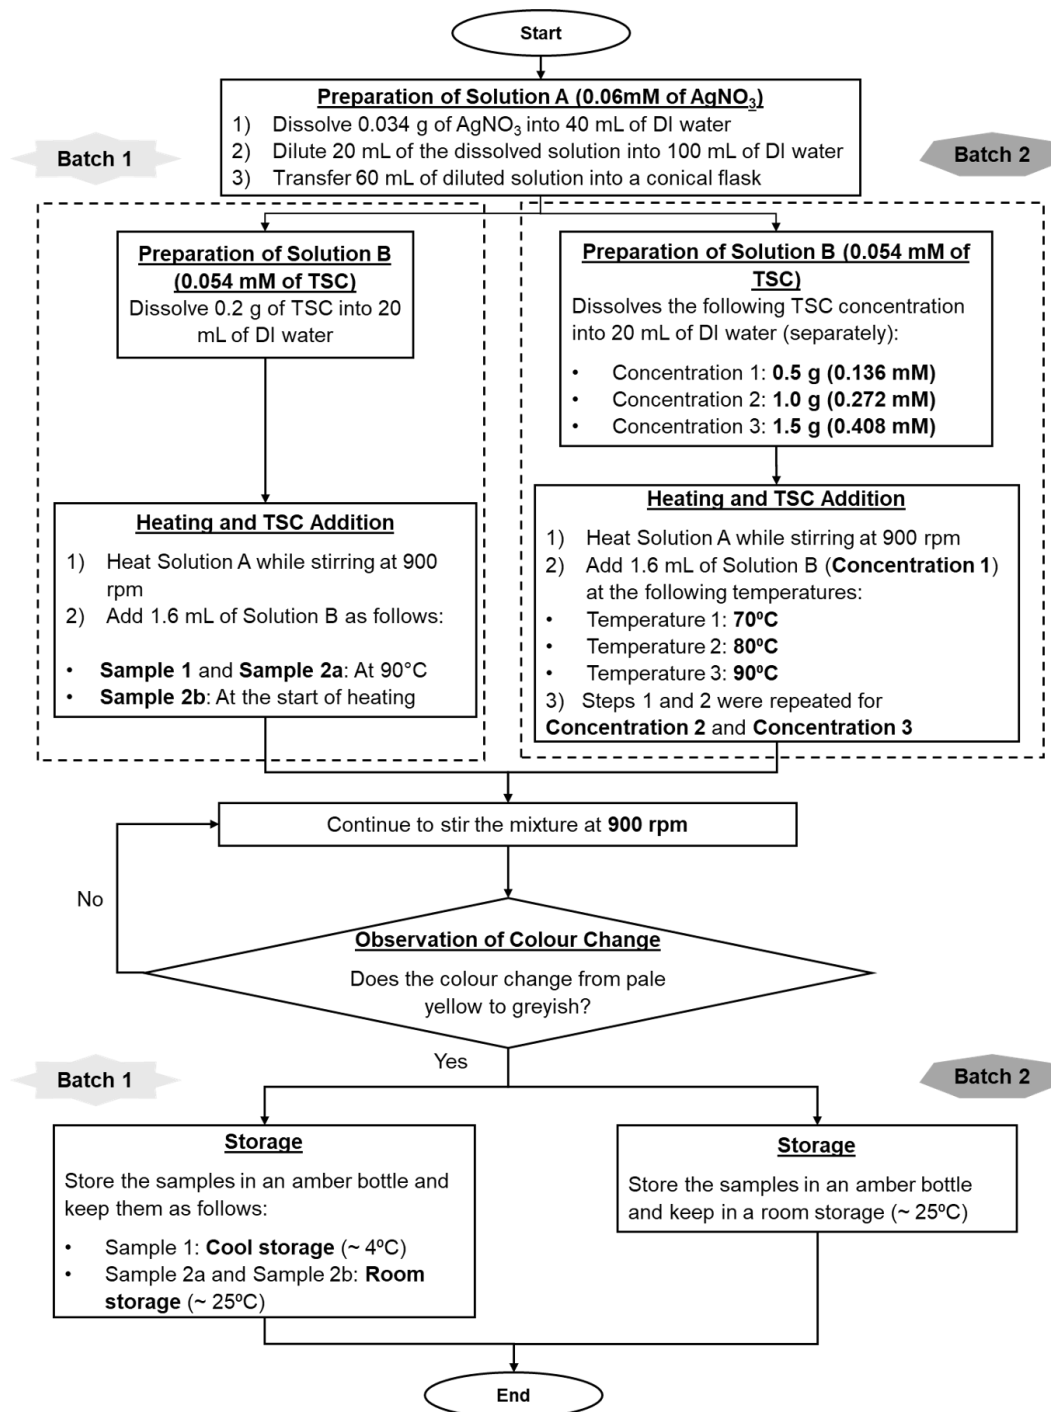 Start
Preparation of Solution A (0.06mM of AgNO₃)
1) Dissolve 0.034 g of AgNO₃ into 40 mL of DI water
2) Dilute 20 mL of the dissolved solution into 100 mL of DI water
3) Transfer 60 mL of diluted solution into a conical flask
Batch 1
Batch 2
Preparation of Solution B
(0.054 mM of TSC)
Dissolve 0.2 g of TSC into 20
mL of DI water
Preparation of Solution B (0.054 mM of
TSC)
Dissolves the following TSC concentration
into 20 mL of DI water (separately):
• Concentration 1: 0.5 g (0.136 mM)
• Concentration 2: 1.0 g (0.272 mM)
• Concentration 3: 1.5 g (0.408 mM)
Heating and TSC Addition
1) Heat Solution A while stirring at 900
rpm
2) Add 1.6 mL of Solution B as follows:
• Sample 1 and Sample 2a: At 90°C
• Sample 2b: At the start of heating
Heating and TSC Addition
1) Heat Solution A while stirring at 900 rpm
2) Add 1.6 mL of Solution B (Concentration 1)
at the following temperatures:
• Temperature 1: 70⁰C
• Temperature 2: 80⁰C
• Temperature 3: 90⁰C
3) Steps 1 and 2 were repeated for
Concentration 2 and Concentration 3
Continue to stir the mixture at 900 rpm
No
Observation of Colour Change
Does the colour change from pale
yellow to greyish?
Yes
Batch 1
Batch 2
Storage
Store the samples in an amber bottle and
keep them as follows:
• Sample 1: Cool storage (~ 4⁰C)
• Sample 2a and Sample 2b: Room
storage (~ 25⁰C)
Storage
Store the samples in an amber bottle
and keep in a room storage (~ 25⁰C)
End